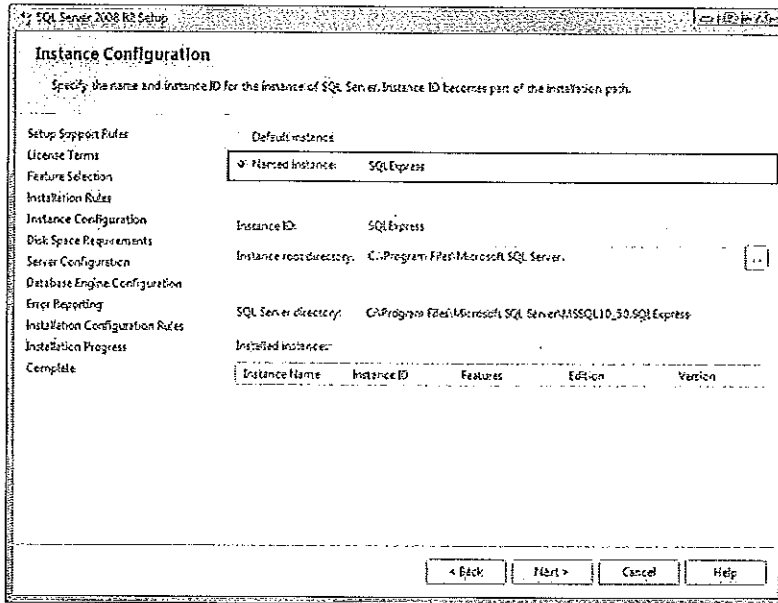 SQL Server 2008 R2 Setup
Instance Configuration
Specify the name and instance ID for the instance of SQL Server. Instance ID becomes part of the installation path.
Setup Support Rules
License Terms
Feature Selection
Installation Rules
Instance Configuration
Disk Space Requirements
Server Configuration
Database Engine Configuration
Error Reporting
Installation Configuration Rules
Installation Progress
Complete
Default instance
Named instance: SQLExpress
Instance ID: SQLExpress
Instance root directory: C:\Program Files\Microsoft SQL Server\
...
SQL Server directory: C:\Program Files\Microsoft SQL Server\MSSQL10_50.SQLExpress
Installed instances:
Instance Name Instance ID Features Edition Version
< Back
Next >
Cancel
Help